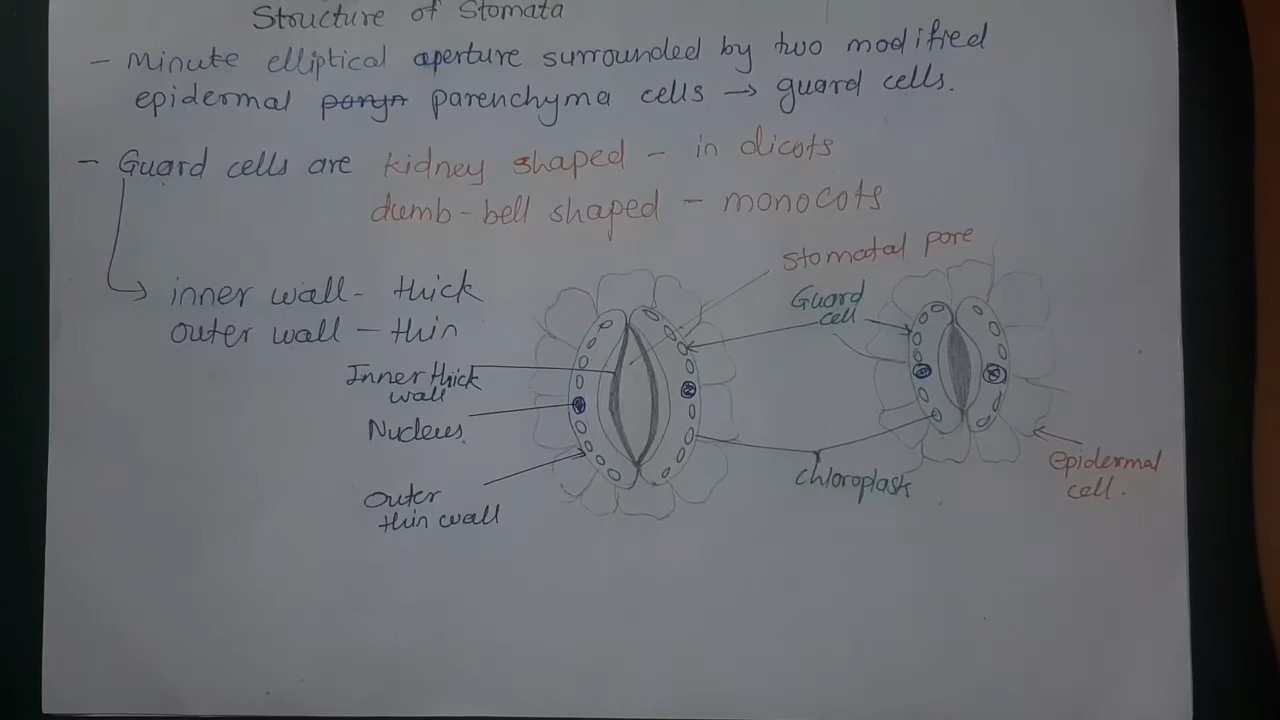 Structure of Stomata
- Minute elliptical aperture surrounded by two modified
epidermal parenchyma cells → guard cells.
- Guard cells are kidney shaped - in dicots
dumb-bell shaped - monocots
inner wall - thick
outer wall - thin
stomatal pore
Guard
cell
Inner thick
wall
Nucleus
Outer
thin wall
chloroplast
epidermal
cell.